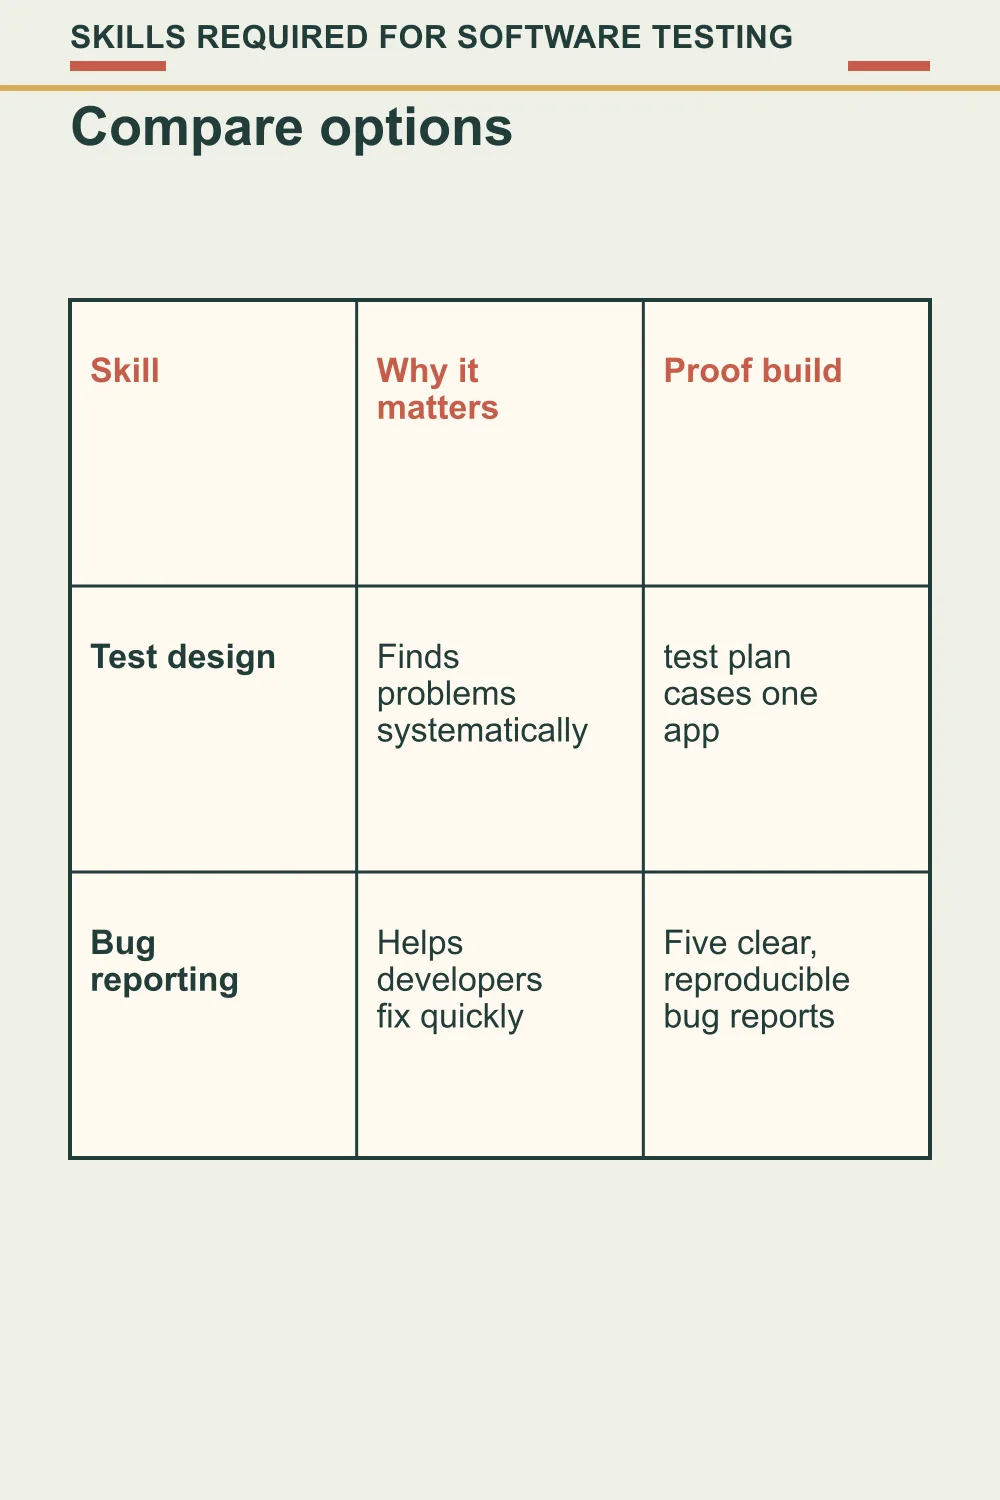 SKILLS REQUIRED FOR SOFTWARE TESTING
Compare options
Skill
Why it
matters
Proof build
Test design
Finds
problems
systematically
test plan
cases one
app
Bug
reporting
Helps
developers
fix quickly
Five clear,
reproducible
bug reports